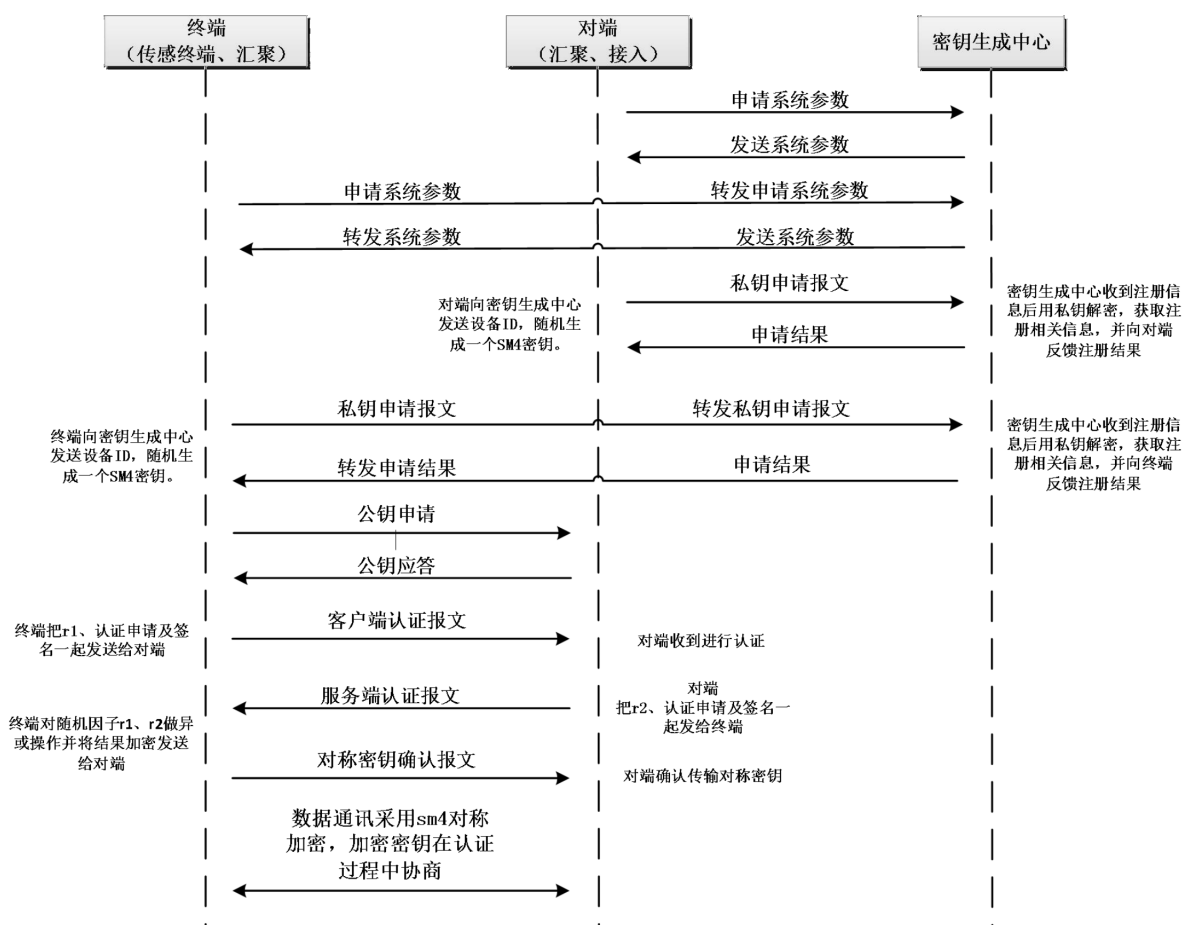 终端
（传感终端、汇聚）
对端
（汇聚、接入）
密钥生成中心
申请系统参数
发送系统参数
申请系统参数
转发申请系统参数
转发系统参数
发送系统参数
私钥申请报文
对端向密钥生成中心
发送设备ID，随机生
成一个SM4密钥。
密钥生成中心收到注册信
息后用私钥解密，获取注
册相关信息，并向对端
反馈注册结果
申请结果
私钥申请报文
转发私钥申请报文
终端向密钥生成中心
发送设备ID，随机生
成一个SM4密钥。
密钥生成中心收到注册信
息后用私钥解密，获取注
册相关信息，并向终端
反馈注册结果
转发申请结果
申请结果
公钥申请
公钥应答
客户端认证报文
终端把r1、认证申请及签
名一起发送给对端
对端收到进行认证
服务端认证报文
对端
把r2、认证申请及签名一
起发给终端
终端对随机因子r1、r2做异
或操作并将结果加密发送
给对端
对称密钥确认报文
对端确认传输对称密钥
数据通讯采用sm4对称
加密，加密密钥在认证
过程中协商